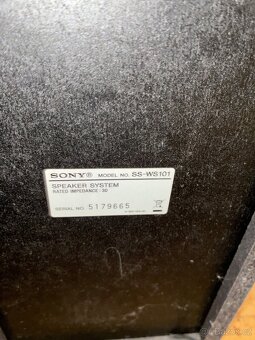 SONY® MODEL NO. SS-WS101
SPEAKER SYSTEM
RATED IMPEDANCE : 3Ω
SERIAL NO. 5179665